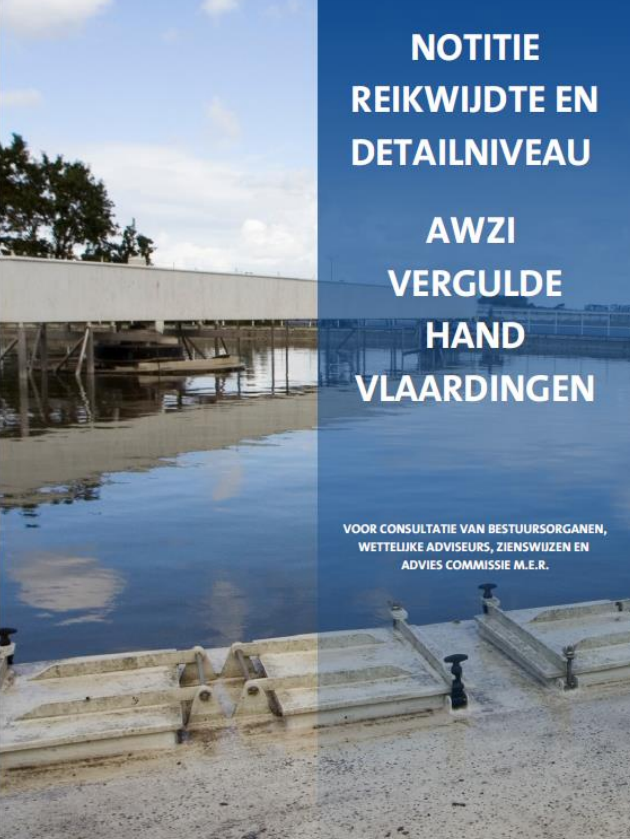 NOTITIE
REIKWIJDTE EN
DETAILNIVEAU
AWZI
VERGULDE
HAND
VLAARDINGEN
VOOR CONSULTATIE VAN BESTUURSORGANEN,
WETTELIJKE ADVISEURS, ZIENSWIJZEN EN
ADVIES COMMISSIE M.E.R.